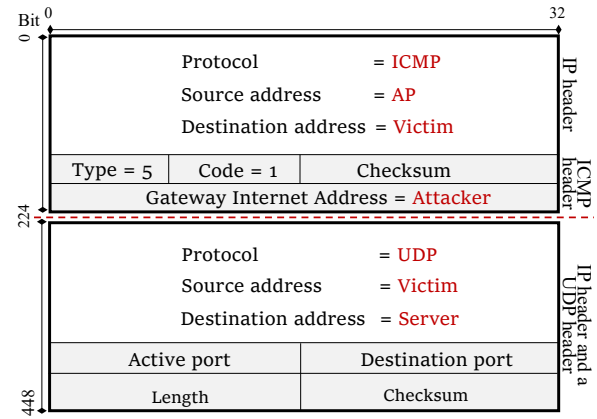 Bit 0 32
0
Protocol = ICMP
Source address = AP
Destination address = Victim
IP header
Type = 5 Code = 1 Checksum
Gateway Internet Address = Attacker
ICMP
header
224
Protocol = UDP
Source address = Victim
Destination address = Server
Active port Destination port
Length Checksum
IP header and a
UDP header
448